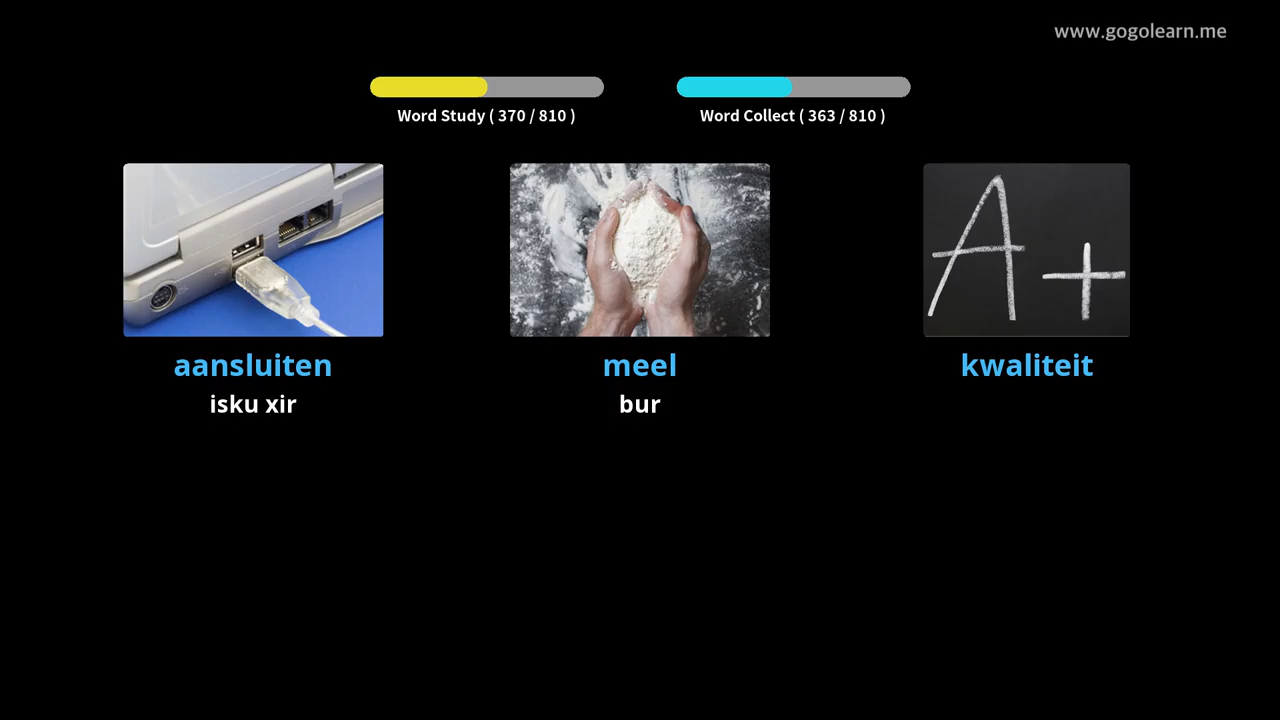 www.gogolearn.me
Word Study ( 370 / 810 )
Word Collect ( 363 / 810 )
A+
aansluiten
isku xir
meel
bur
kwaliteit